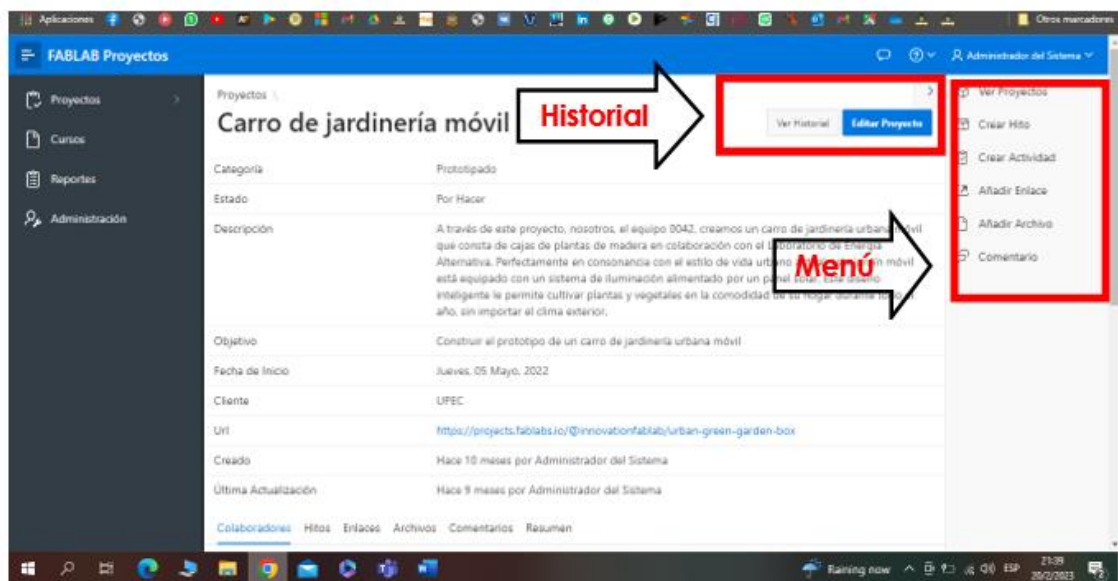 Aplicaciones
Otros marcadores
FABLAB Proyectos
Administrador del Sistema
Proyectos
Cursos
Reportes
Administración
Proyectos \
Carro de jardinería móvil
Historial
Ver Historial
Editar Proyecto
Categoría
Prototipado
Estado
Por Hacer
Descripción
A través de este proyecto, nosotros, el equipo 0042, creamos un carro de jardinería urbana móvil
que consta de cajas de plantas de madera en colaboración con el Laboratorio de Energía
Alternativa. Perfectamente en consonancia con el estilo de vida urbano móvil
está equipado con un sistema de iluminación alimentado por un panel solar. Este diseño
inteligente le permite cultivar plantas y vegetales en la comodidad de su hogar durante
año, sin importar el clima exterior.
Menú
Objetivo
Construir el prototipo de un carro de jardinería urbana móvil
Fecha de Inicio
Jueves, 05 Mayo, 2022
Cliente
UPEC
Url
https://projects.fablabs.io/@innovationfablab/urban-green-garden-box
Creado
Hace 10 meses por Administrador del Sistema
Última Actualización
Hace 9 meses por Administrador del Sistema
Colaboradores Hitos Enlaces Archivos Comentarios Resumen
Ver Proyectos
Crear Hito
Crear Actividad
Añadir Enlace
Añadir Archivo
Comentario
Raining now
ESP
21:39
20/2/2023